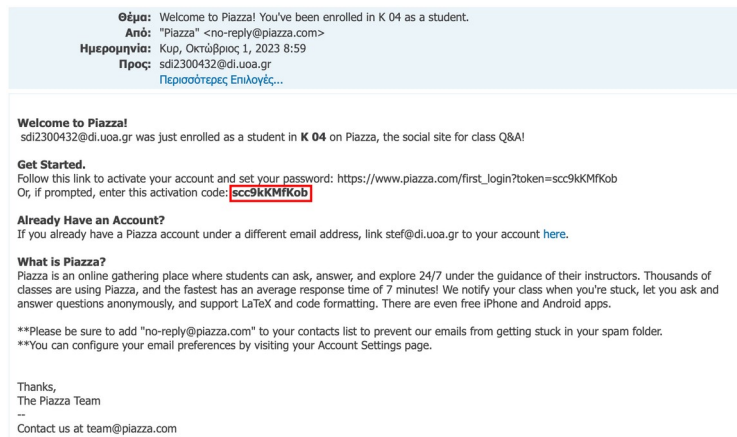 Θέμα: Welcome to Piazza! You've been enrolled in K 04 as a student.
Από: "Piazza" <no-reply@piazza.com>
Ημερομηνία: Κυρ, Οκτώβριος 1, 2023 8:59
Προς: sdi2300432@di.uoa.gr
Περισσότερες Επιλογές...
Welcome to Piazza!
sdi2300432@di.uoa.gr was just enrolled as a student in K 04 on Piazza, the social site for class Q&A!
Get Started.
Follow this link to activate your account and set your password: https://www.piazza.com/first_login?token=scc9kKMfKob
Or, if prompted, enter this activation code: scc9kKMfKob
Already Have an Account?
If you already have a Piazza account under a different email address, link stef@di.uoa.gr to your account here.
What is Piazza?
Piazza is an online gathering place where students can ask, answer, and explore 24/7 under the guidance of their instructors. Thousands of
classes are using Piazza, and the fastest has an average response time of 7 minutes! We notify your class when you're stuck, let you ask and
answer questions anonymously, and support LaTeX and code formatting. There are even free iPhone and Android apps.
**Please be sure to add "no-reply@piazza.com" to your contacts list to prevent our emails from getting stuck in your spam folder.
**You can configure your email preferences by visiting your Account Settings page.
Thanks,
The Piazza Team
--
Contact us at team@piazza.com